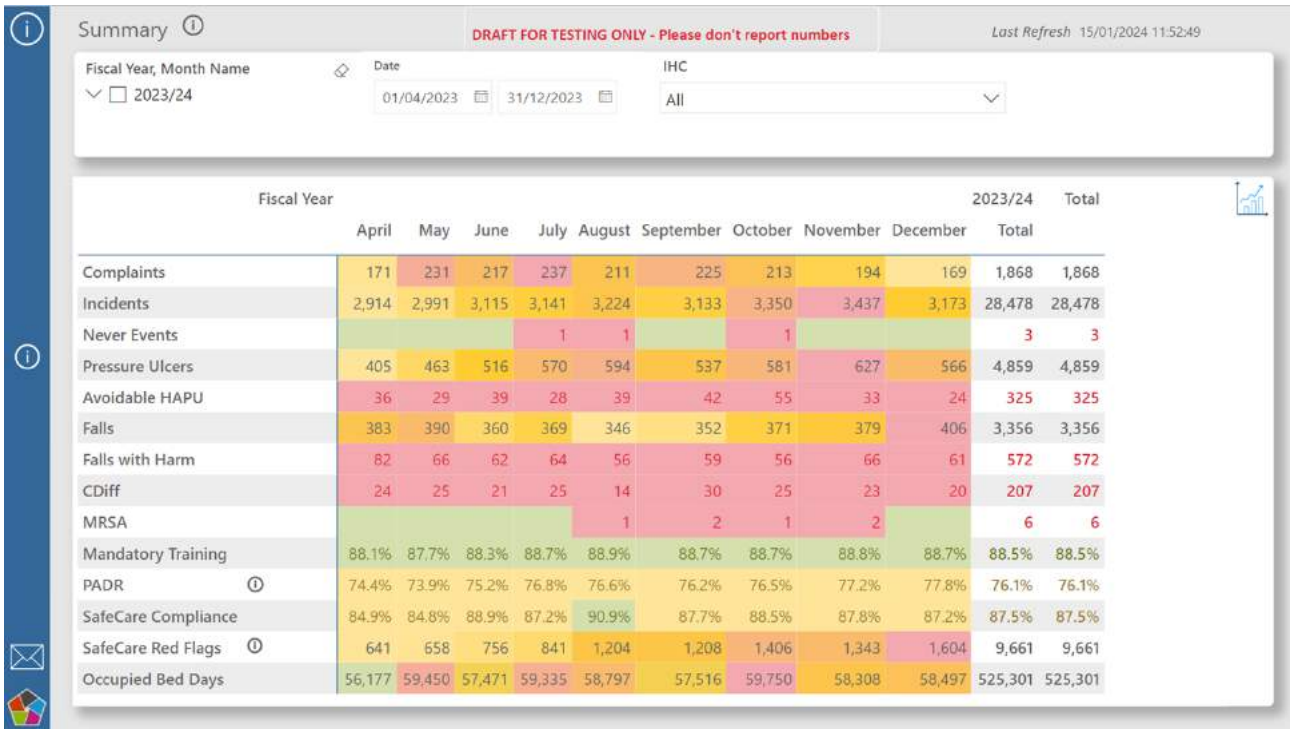 Summary
DRAFT FOR TESTING ONLY - Please don't report numbers
Last Refresh 15/01/2024 11:52:49
Fiscal Year, Month Name
2023/24
Date
01/04/2023 31/12/2023
IHC
All
Fiscal Year 2023/24 Total
April May June July August September October November December Total
Complaints 171 231 217 237 211 225 213 194 169 1,868 1,868
Incidents 2,914 2,991 3,115 3,141 3,224 3,133 3,350 3,437 3,173 28,478 28,478
Never Events 1 1 1 3 3
Pressure Ulcers 405 463 516 570 594 537 581 627 566 4,859 4,859
Avoidable HAPU 36 29 39 28 39 42 55 33 24 325 325
Falls 383 390 360 369 346 352 371 379 406 3,356 3,356
Falls with Harm 82 66 62 64 56 59 56 66 61 572 572
CDiff 24 25 21 25 14 30 25 23 20 207 207
MRSA 1 2 1 2 6 6
Mandatory Training 88.1% 87.7% 88.3% 88.7% 88.9% 88.7% 88.7% 88.8% 88.7% 88.5% 88.5%
PADR 74.4% 73.9% 75.2% 76.8% 76.6% 76.2% 76.5% 77.2% 77.8% 76.1% 76.1%
SafeCare Compliance 84.9% 84.8% 88.9% 87.2% 90.9% 87.7% 88.5% 87.8% 87.2% 87.5% 87.5%
SafeCare Red Flags 641 658 756 841 1,204 1,208 1,406 1,343 1,604 9,661 9,661
Occupied Bed Days 56,177 59,450 57,471 59,335 58,797 57,516 59,750 58,308 58,497 525,301 525,301